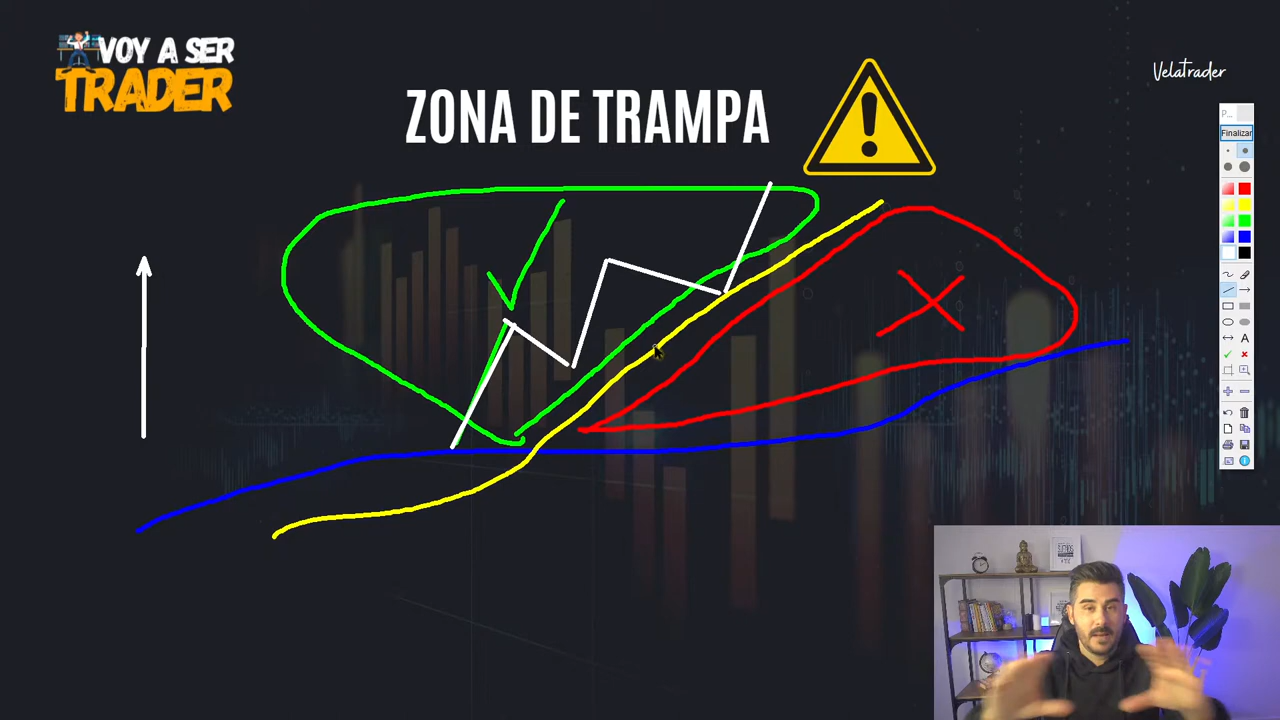 VOY A SER
TRADER
Velatrader
ZONA DE TRAMPA
P...
Finalizar
A